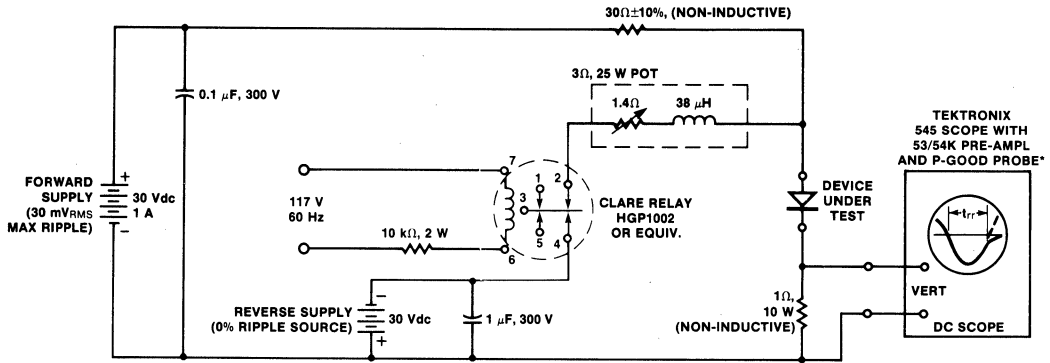 30Ω±10%, (NON-INDUCTIVE)
3Ω, 25 W POT
0.1 μF, 300 V
1.4Ω
38 μH
TEKTRONIX
545 SCOPE WITH
53/54K PRE-AMPL
AND P-GOOD PROBE*
7
1
2
3
5
4
6
+
FORWARD
SUPPLY
(30 mVRMS
MAX RIPPLE)
30 Vdc
1 A
−
117 V
60 Hz
CLARE RELAY
HGP1002
OR EQUIV.
DEVICE
UNDER
TEST
trr
10 kΩ, 2 W
−
REVERSE SUPPLY
(0% RIPPLE SOURCE)
30 Vdc
+
1 μF, 300 V
1Ω,
10 W
(NON-INDUCTIVE)
VERT
DC SCOPE